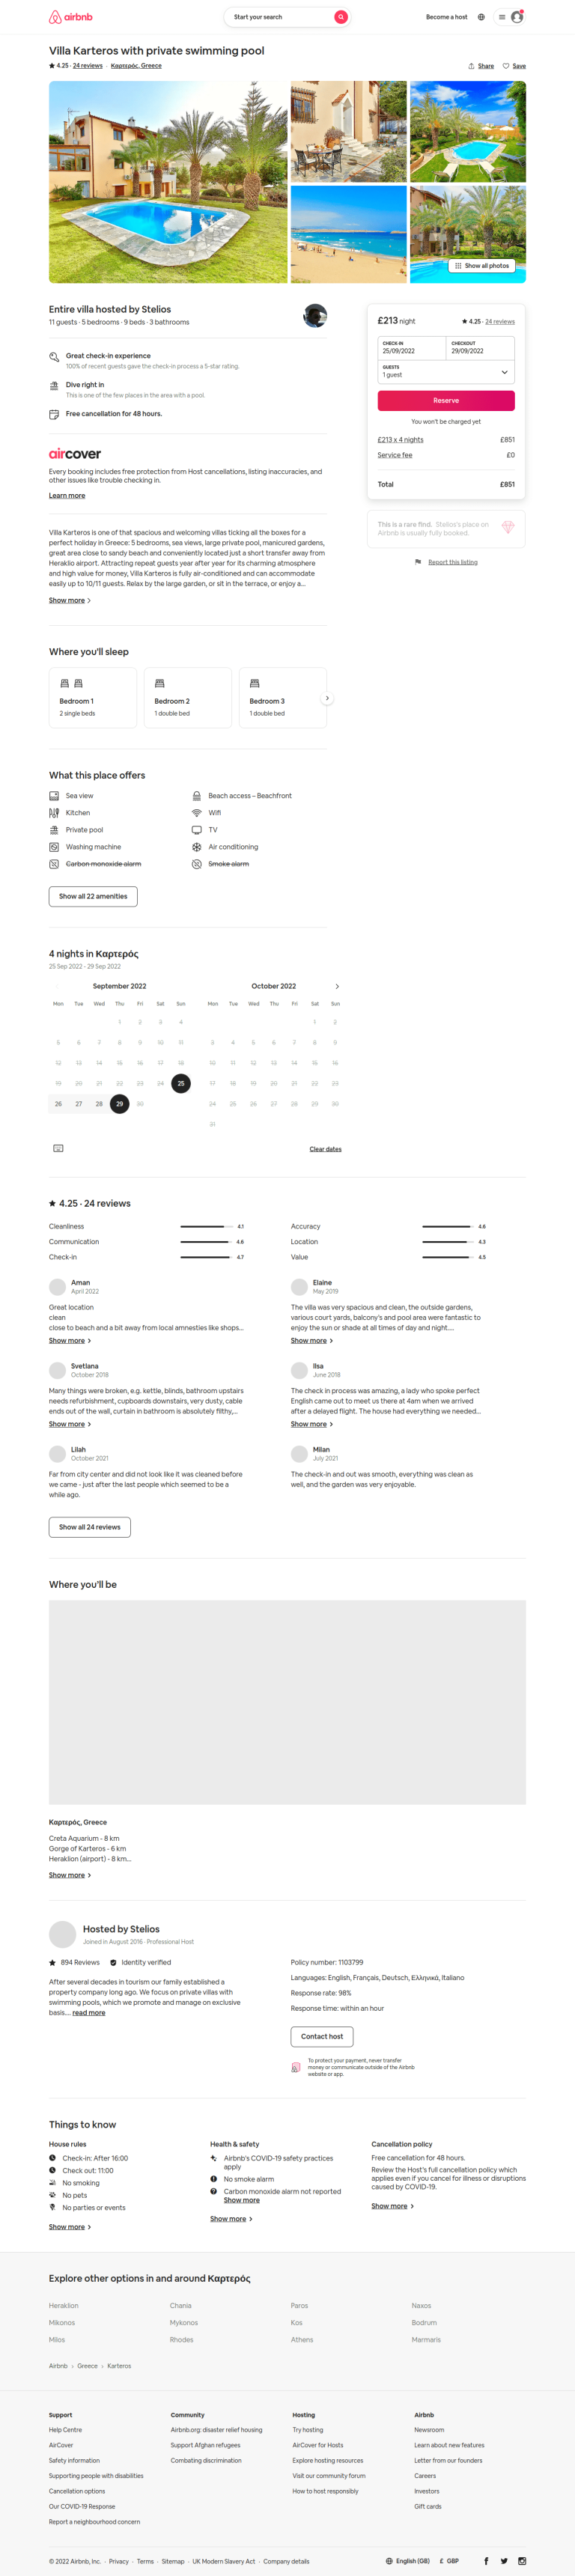 airbnb
Start your search
Become a host
Villa Karteros with private swimming pool
4.25 · 24 reviews · Καρτερός, Greece
Share
Save
Show all photos
Entire villa hosted by Stelios
11 guests · 5 bedrooms · 9 beds · 3 bathrooms
Great check-in experience
100% of recent guests gave the check-in process a 5-star rating.
Dive right in
This is one of the few places in the area with a pool.
Free cancellation for 48 hours.
£213 night
4.25 · 24 reviews
CHECK-IN
25/09/2022
CHECKOUT
29/09/2022
GUESTS
1 guest
Reserve
You won't be charged yet
£213 x 4 nights
£851
Service fee
£0
Total
£851
This is a rare find. Stelios's place on
Airbnb is usually fully booked.
Report this listing
aircover
Every booking includes free protection from Host cancellations, listing inaccuracies, and
other issues like trouble checking in.
Learn more
Villa Karteros is one of that spacious and welcoming villas ticking all the boxes for a
perfect holiday in Greece: 5 bedrooms, sea views, large private pool, manicured gardens,
great area close to sandy beach and conveniently located just a short transfer away from
Heraklio airport. Attracting repeat guests year after year for its charming atmosphere
and high value for money, Villa Karteros is fully air-conditioned and can accommodate
easily up to 10/11 guests. Relax by the large garden, or sit in the terrace, or enjoy a...
Show more
Where you'll sleep
Bedroom 1
2 single beds
Bedroom 2
1 double bed
Bedroom 3
1 double bed
What this place offers
Sea view
Beach access – Beachfront
Kitchen
Wifi
Private pool
TV
Washing machine
Air conditioning
Carbon monoxide alarm
Smoke alarm
Show all 22 amenities
4 nights in Καρτερός
25 Sep 2022 - 29 Sep 2022
September 2022
Mon Tue Wed Thu Fri Sat Sun
1 2 3 4
5 6 7 8 9 10 11
12 13 14 15 16 17 18
19 20 21 22 23 24 25
26 27 28 29 30
October 2022
Mon Tue Wed Thu Fri Sat Sun
1 2
3 4 5 6 7 8 9
10 11 12 13 14 15 16
17 18 19 20 21 22 23
24 25 26 27 28 29 30
31
Clear dates
4.25 · 24 reviews
Cleanliness 4.1
Accuracy 4.6
Communication 4.6
Location 4.3
Check-in 4.7
Value 4.5
Aman
April 2022
Great location
clean
close to beach and a bit away from local amnesties like shops...
Show more
Elaine
May 2019
The villa was very spacious and clean, the outside gardens,
various court yards, balcony's and pool area were fantastic to
enjoy the sun or shade at all times of day and night....
Show more
Svetlana
October 2018
Many things were broken, e.g. kettle, blinds, bathroom upstairs
needs refurbishment, cupboards downstairs, very dusty, cable
ends out of the wall, curtain in bathroom is absolutely filthy,...
Show more
Ilsa
June 2018
The check in process was amazing, a lady who spoke perfect
English came out to meet us there at 4am when we arrived
after a delayed flight. The house had everything we needed...
Show more
Lilah
October 2021
Far from city center and did not look like it was cleaned before
we came - just after the last people which seemed to be a
while ago.
Milan
July 2021
The check-in and out was smooth, everything was clean as
well, and the garden was very enjoyable.
Show all 24 reviews
Where you'll be
Καρτερός, Greece
Creta Aquarium - 8 km
Gorge of Karteros - 6 km
Heraklion (airport) - 8 km...
Show more
Hosted by Stelios
Joined in August 2016 · Professional Host
894 Reviews
Identity verified
After several decades in tourism our family established a
property company long ago. We focus on private villas with
swimming pools, which we promote and manage on exclusive
basis.... read more
Policy number: 1103799
Languages: English, Français, Deutsch, Ελληνικά, Italiano
Response rate: 98%
Response time: within an hour
Contact host
To protect your payment, never transfer
money or communicate outside of the Airbnb
website or app.
Things to know
House rules
Check-in: After 16:00
Check out: 11:00
No smoking
No pets
No parties or events
Show more
Health & safety
Airbnb's COVID-19 safety practices
apply
No smoke alarm
Carbon monoxide alarm not reported
Show more
Show more
Cancellation policy
Free cancellation for 48 hours.
Review the Host's full cancellation policy which
applies even if you cancel for illness or disruptions
caused by COVID-19.
Show more
Explore other options in and around Καρτερός
Heraklion
Chania
Paros
Naxos
Mikonos
Mykonos
Kos
Bodrum
Milos
Rhodes
Athens
Marmaris
Airbnb > Greece > Karteros
Support
Help Centre
AirCover
Safety information
Supporting people with disabilities
Cancellation options
Our COVID-19 Response
Report a neighbourhood concern
Community
Airbnb.org: disaster relief housing
Support Afghan refugees
Combating discrimination
Hosting
Try hosting
AirCover for Hosts
Explore hosting resources
Visit our community forum
How to host responsibly
Airbnb
Newsroom
Learn about new features
Letter from our founders
Careers
Investors
Gift cards
© 2022 Airbnb, Inc. · Privacy · Terms · Sitemap · UK Modern Slavery Act · Company details
English (GB)
£ GBP